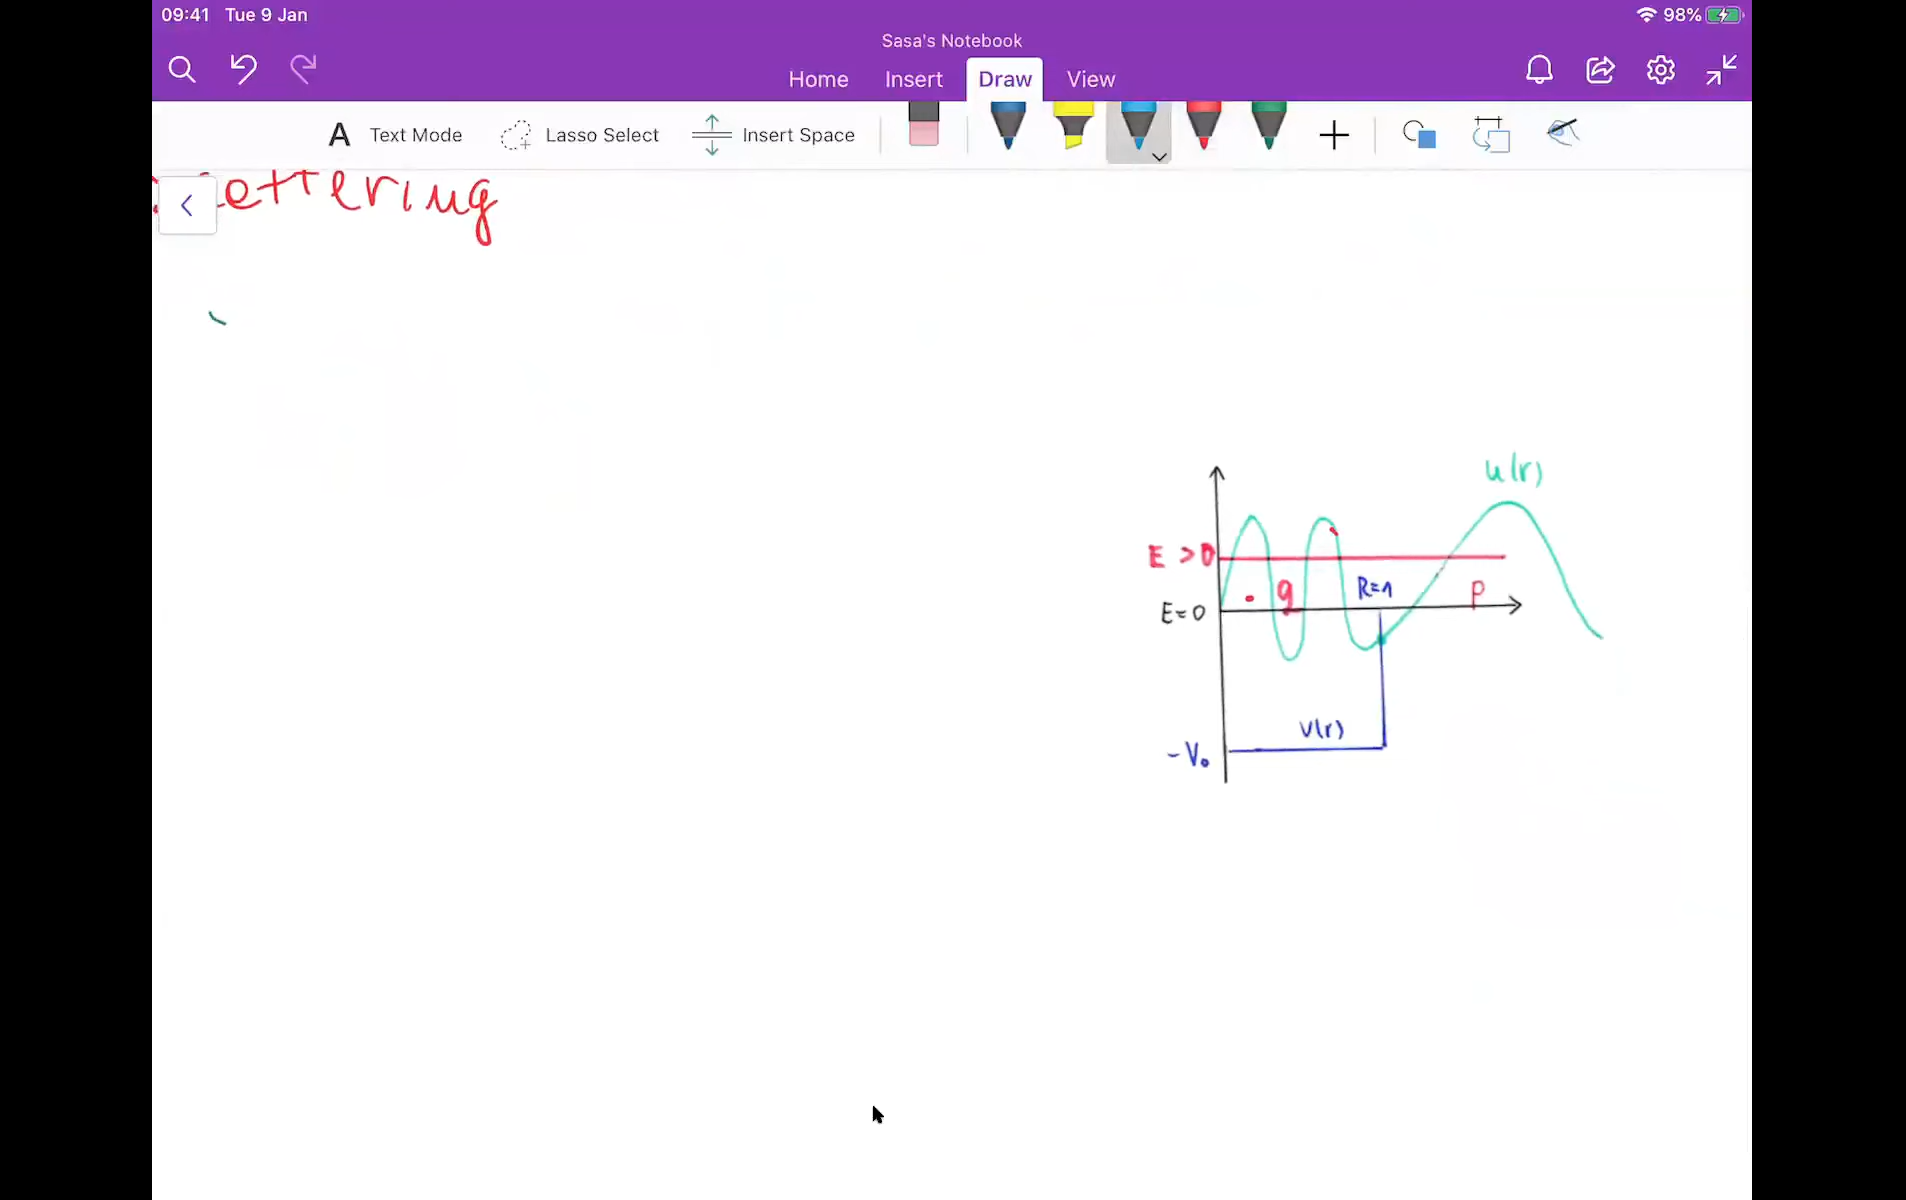 09:41 Tue 9 Jan
98%
Sasa's Notebook
Home Insert Draw View
A Text Mode Lasso Select Insert Space
ettering
u(r)
E > 0
q R=1 p
E=0
V(r)
-V₀